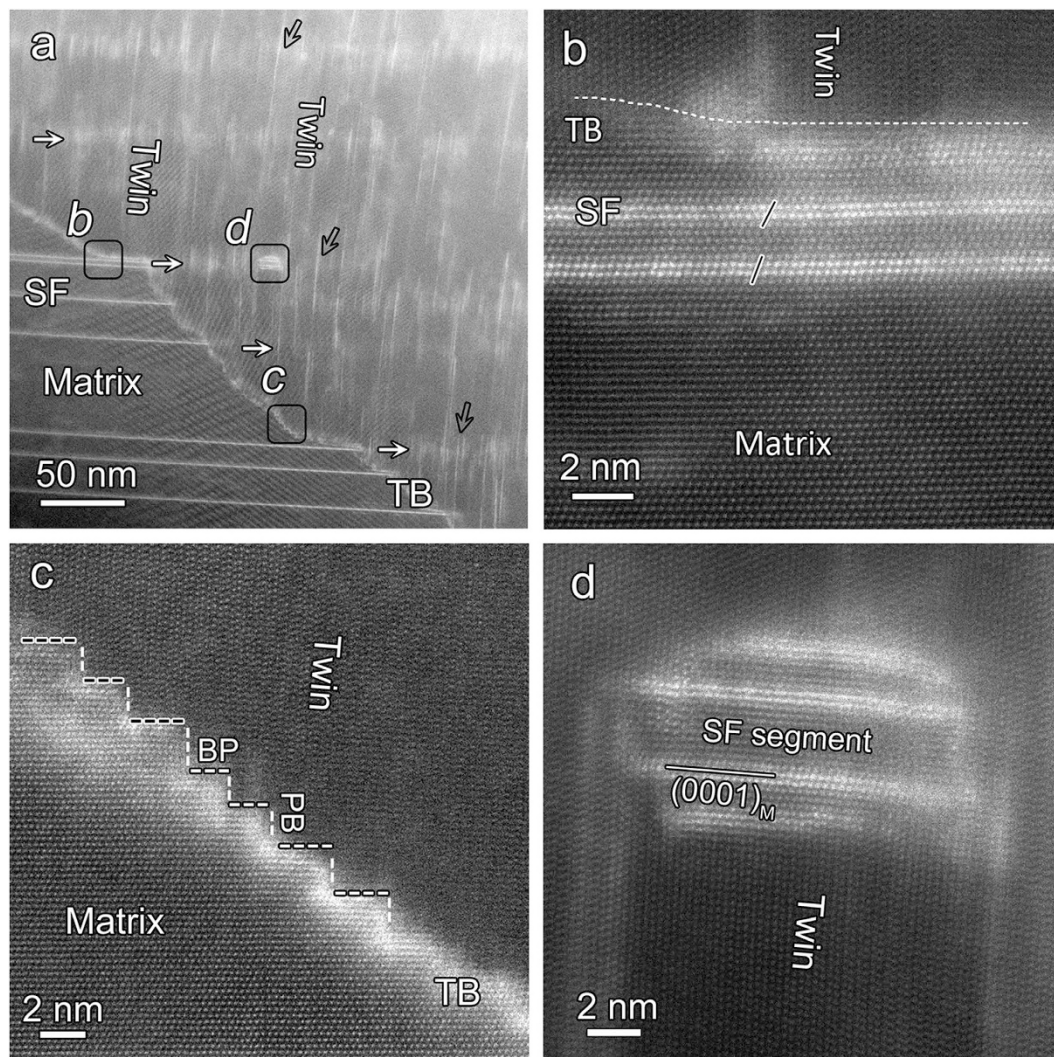 a
Twin
Twin
b
d
SF
Matrix
c
TB
50 nm
b
Twin
TB
SF
Matrix
2 nm
c
Twin
BP
PB
Matrix
TB
2 nm
d
SF segment
(0001)M
Twin
2 nm